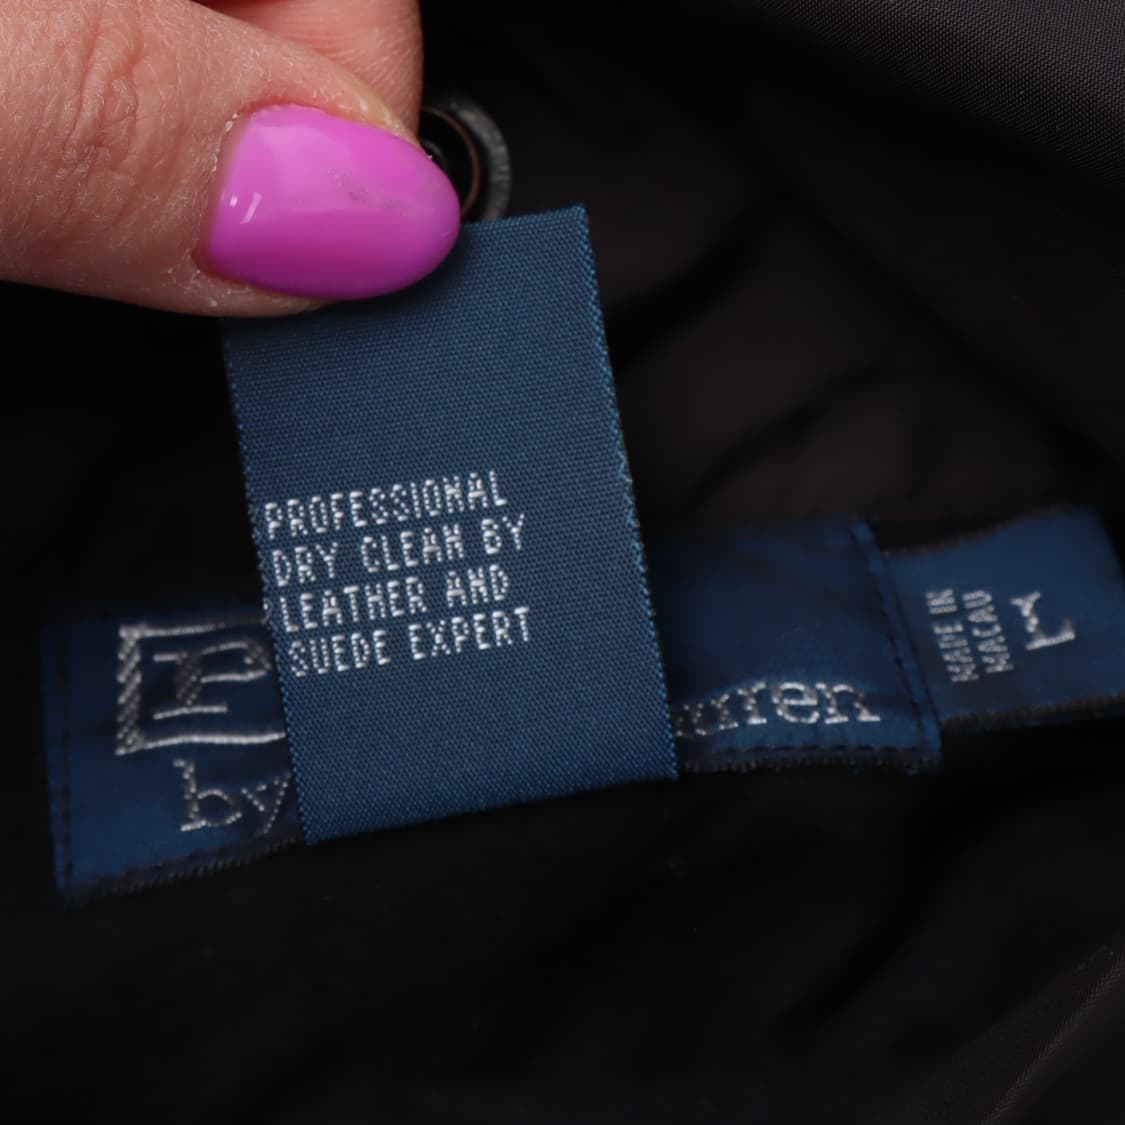 PROFESSIONAL
DRY CLEAN BY
LEATHER AND
SUEDE EXPERT
P
by
uren
MADE IN
MACAU
L